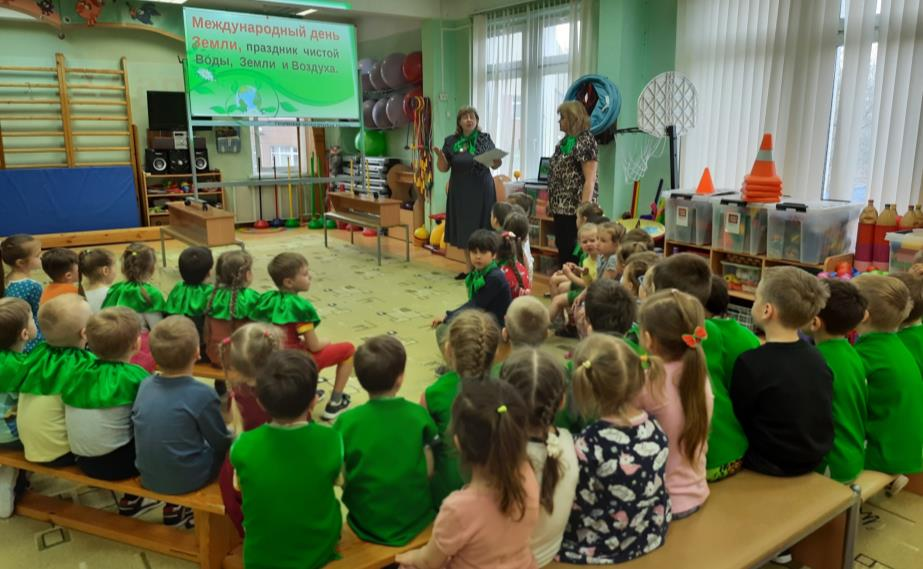 Международный день
Земли, праздник чистой
Воды, Земли и Воздуха.